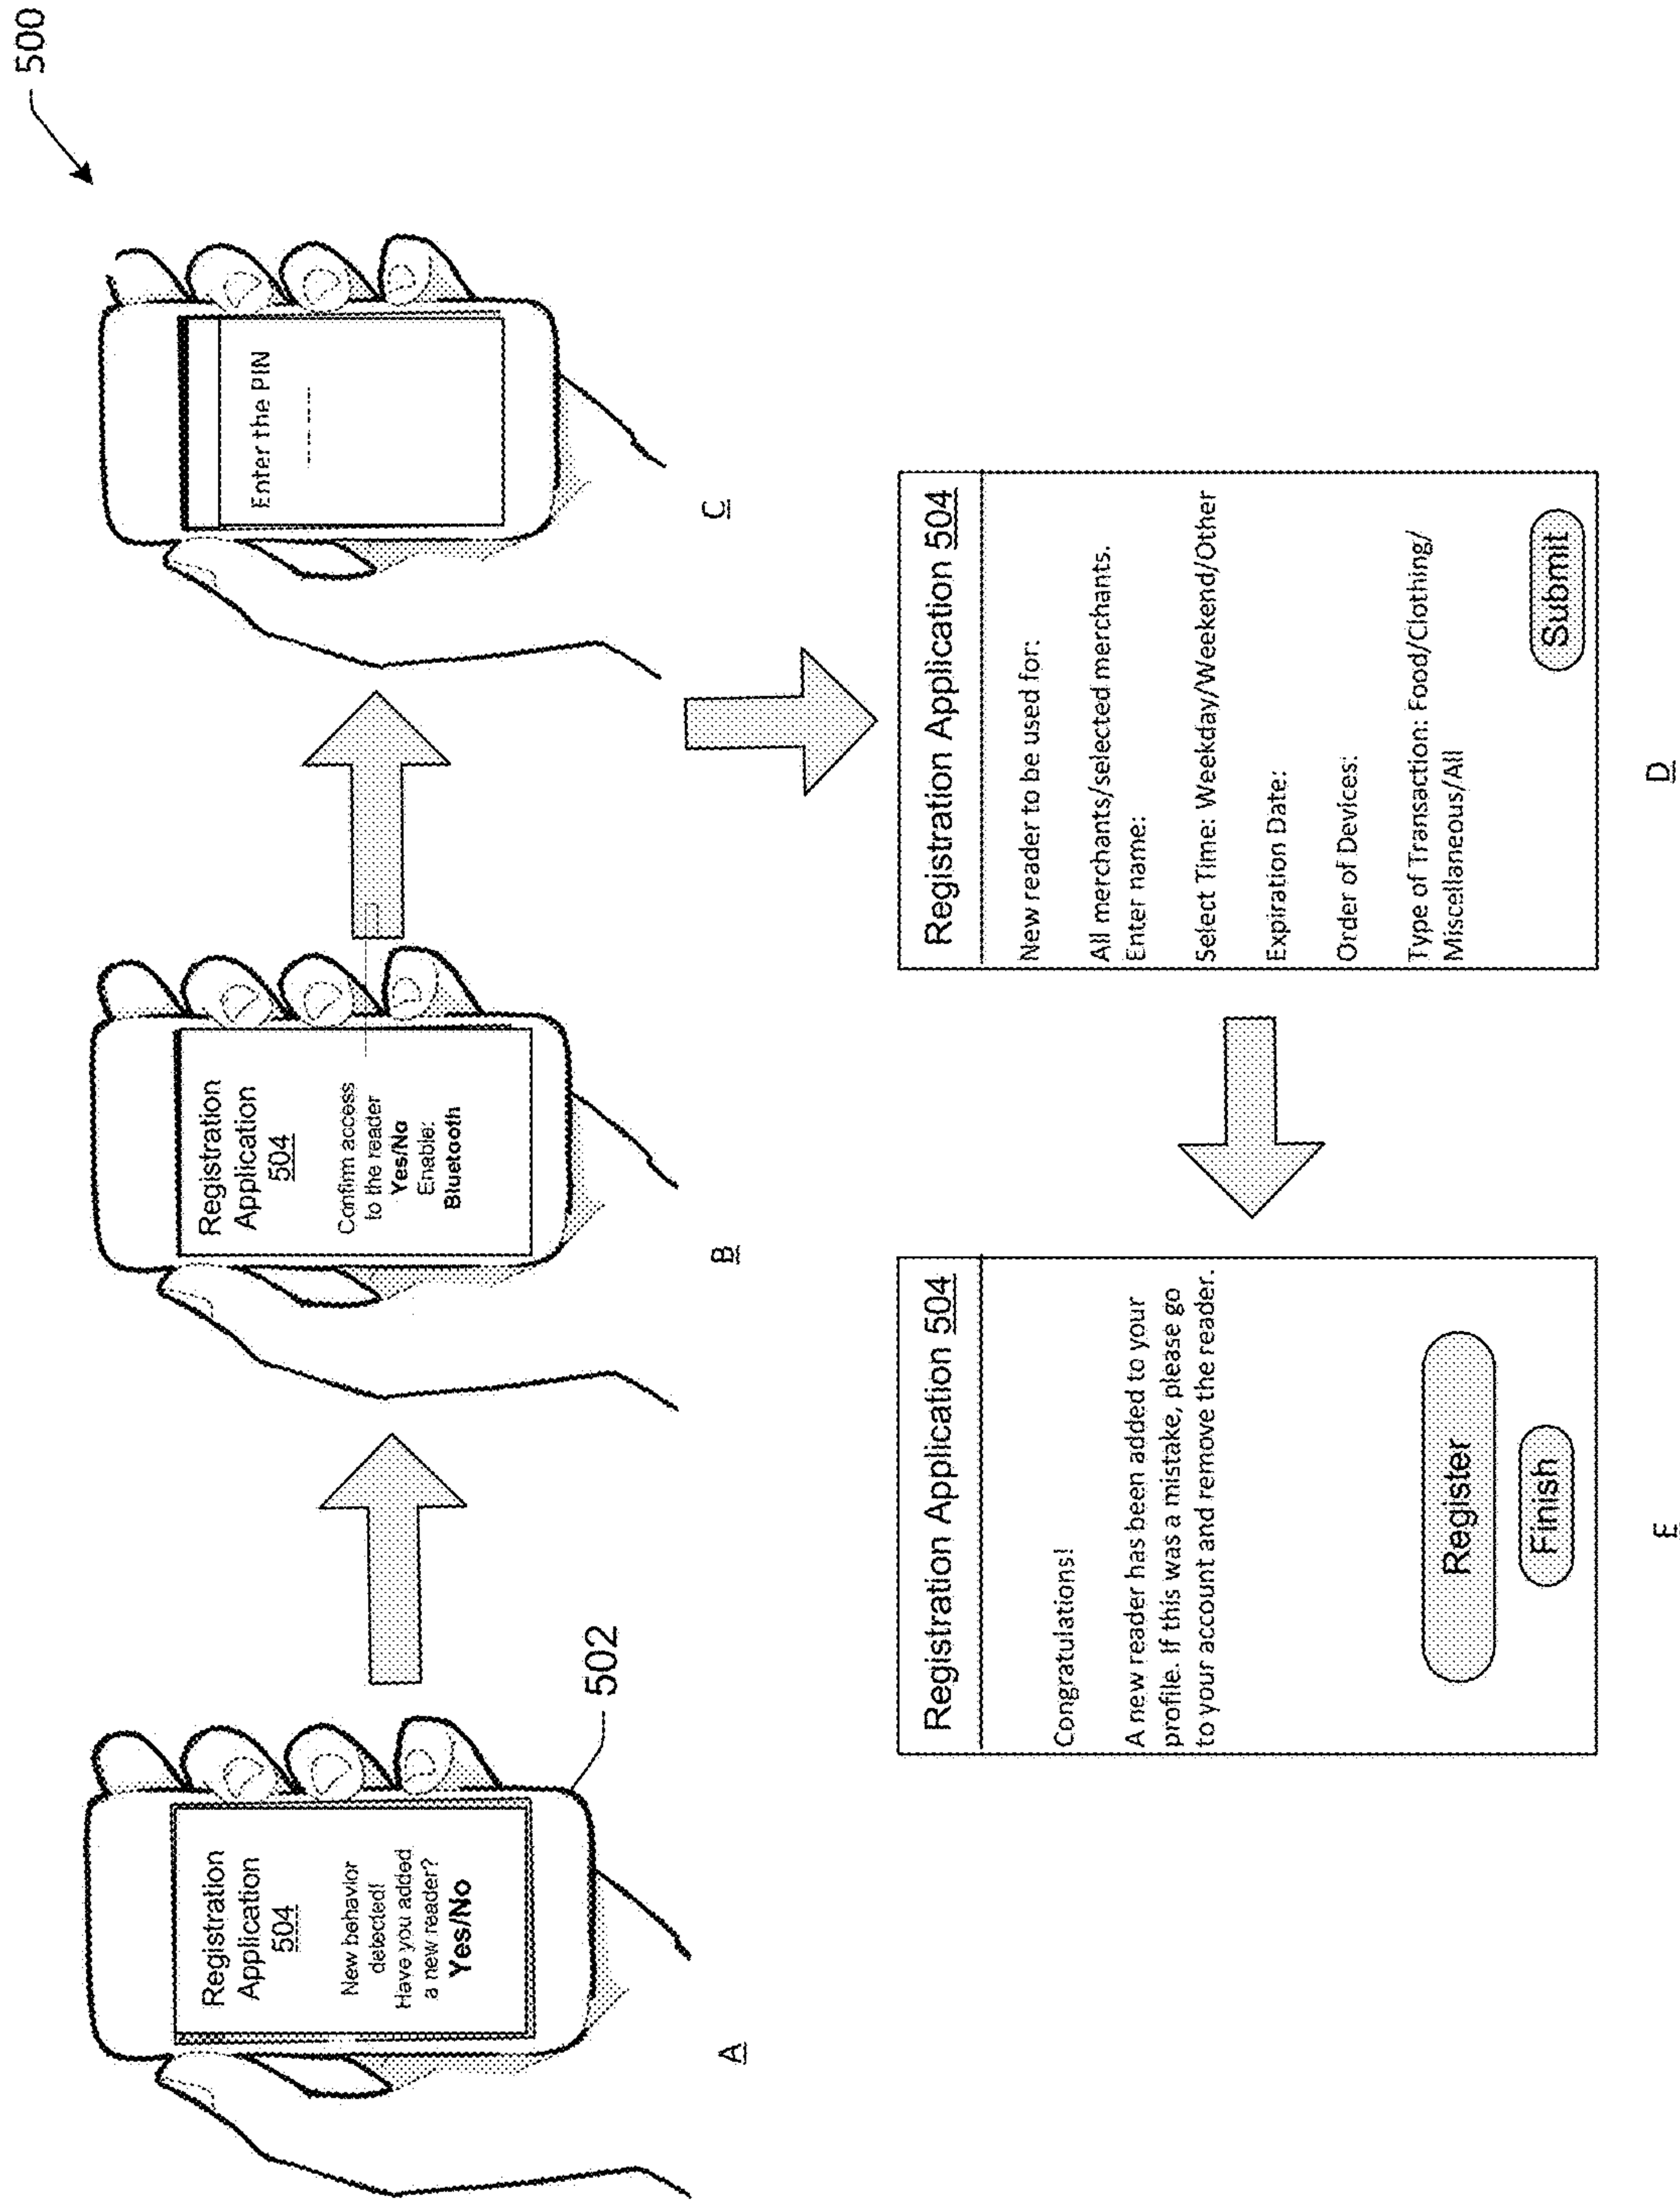 500
Registration
Application
504
New behavior
detected!
Have you added
a new reader?
Yes/No
502
A
Registration
Application
504
Confirm access
to the reader
Yes/No
Enable:
Bluetooth
B
Enter the PIN
C
Registration Application 504
New reader to be used for:
All merchants/selected merchants.
Enter name:
Select Time: Weekday/Weekend/Other
Expiration Date:
Order of Devices:
Type of Transaction: Food/Clothing/
Miscellaneous/All
Submit
D
Registration Application 504
Congratulations!
A new reader has been added to your
profile. If this was a mistake, please go
to your account and remove the reader.
Register
Finish
E